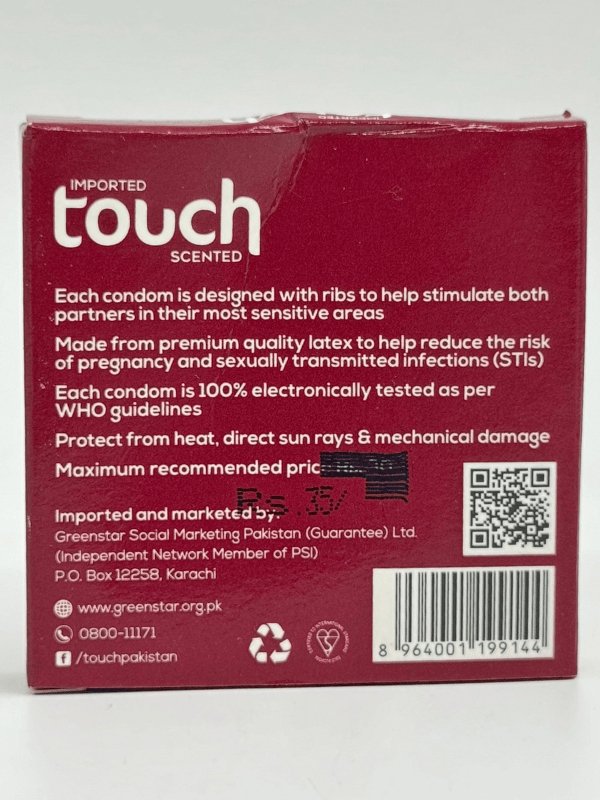 IMPORTED
touch
SCENTED
Each condom is designed with ribs to help stimulate both
partners in their most sensitive areas
Made from premium quality latex to help reduce the risk
of pregnancy and sexually transmitted infections (STIs)
Each condom is 100% electronically tested as per
WHO guidelines
Protect from heat, direct sun rays & mechanical damage
Maximum recommended
Rs.35/
Imported and marketed by:
Greenstar Social Marketing Pakistan (Guarantee) Ltd.
(Independent Network Member of PSI)
P.O. Box 12258, Karachi
www.greenstar.org.pk
0800-11171
/touchpakistan
8 964001 199144